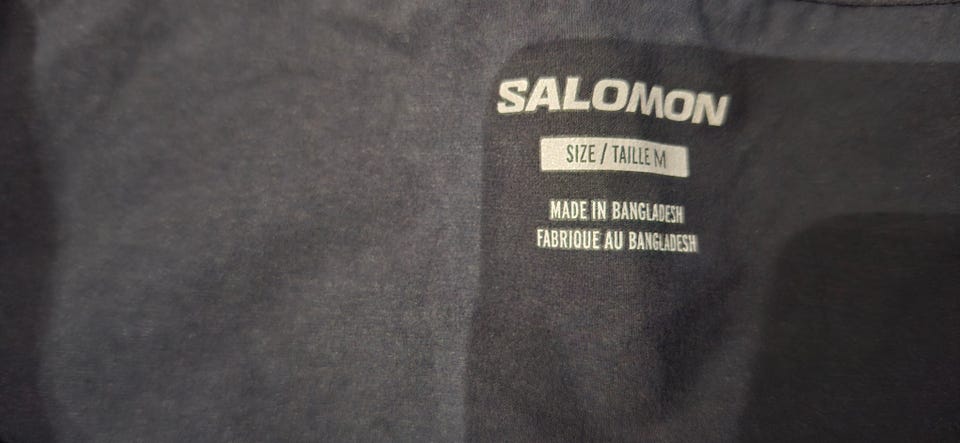 SALOMON
SIZE / TAILLE M
MADE IN BANGLADESH
FABRIQUE AU BANGLADESH